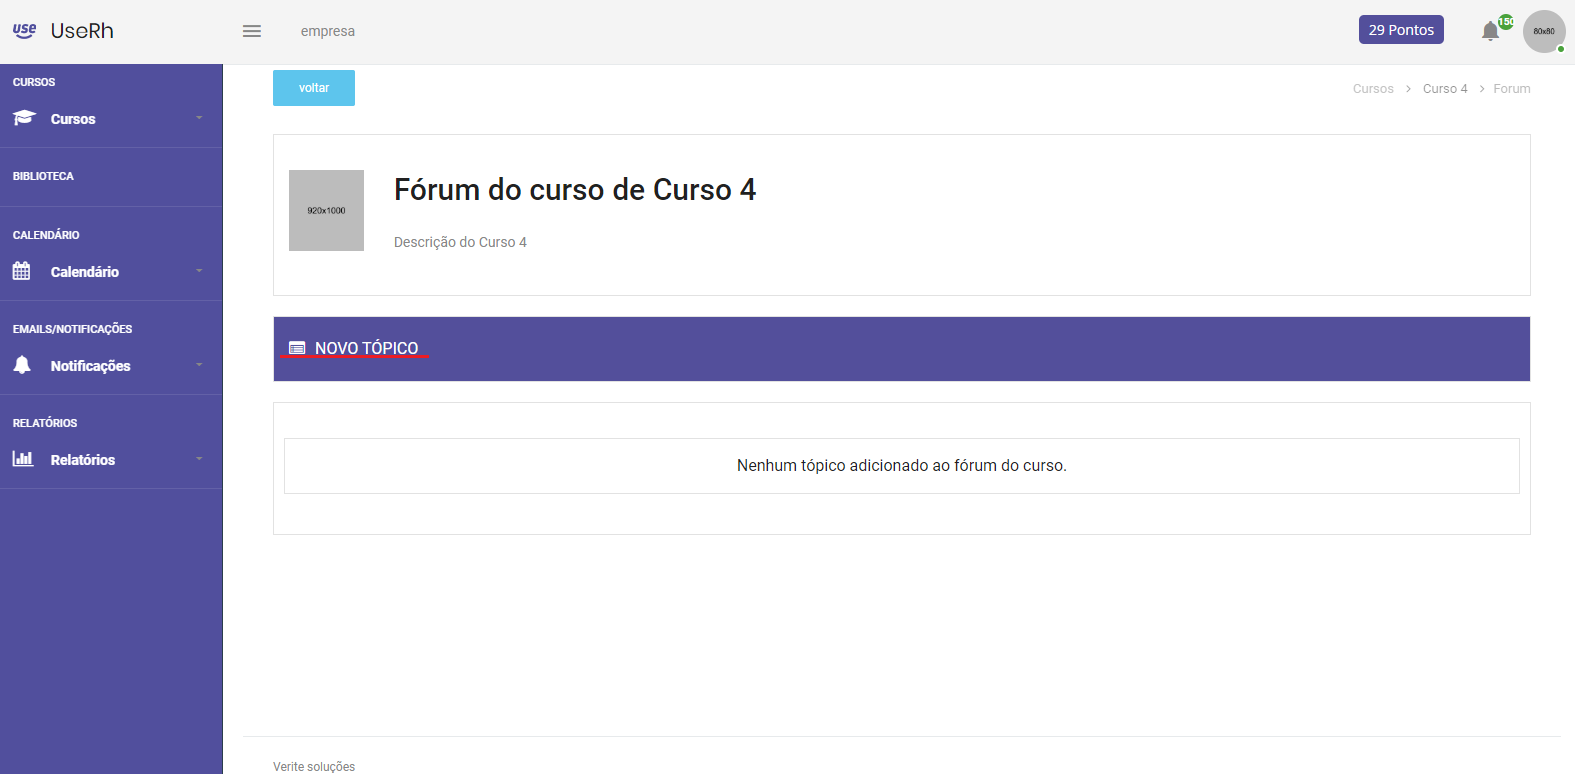 use UseRh
empresa
29 Pontos
150
80x80
CURSOS
Cursos
BIBLIOTECA
CALENDÁRIO
Calendário
EMAILS/NOTIFICAÇÕES
Notificações
RELATÓRIOS
Relatórios
voltar
Cursos > Curso 4 > Forum
920x1000
Fórum do curso de Curso 4
Descrição do Curso 4
NOVO TÓPICO
Nenhum tópico adicionado ao fórum do curso.
Verite soluções